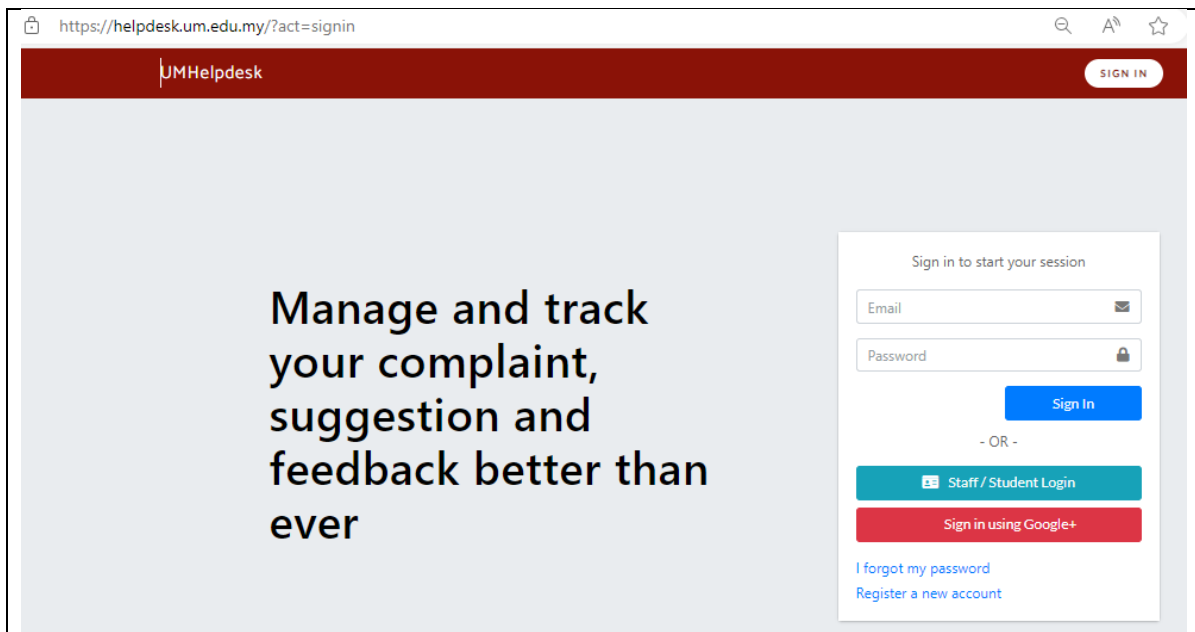 https://helpdesk.um.edu.my/?act=signin
UMHelpdesk
SIGN IN
Manage and track
your complaint,
suggestion and
feedback better than
ever
Sign in to start your session
Email
Password
Sign In
- OR -
Staff / Student Login
Sign in using Google+
I forgot my password
Register a new account